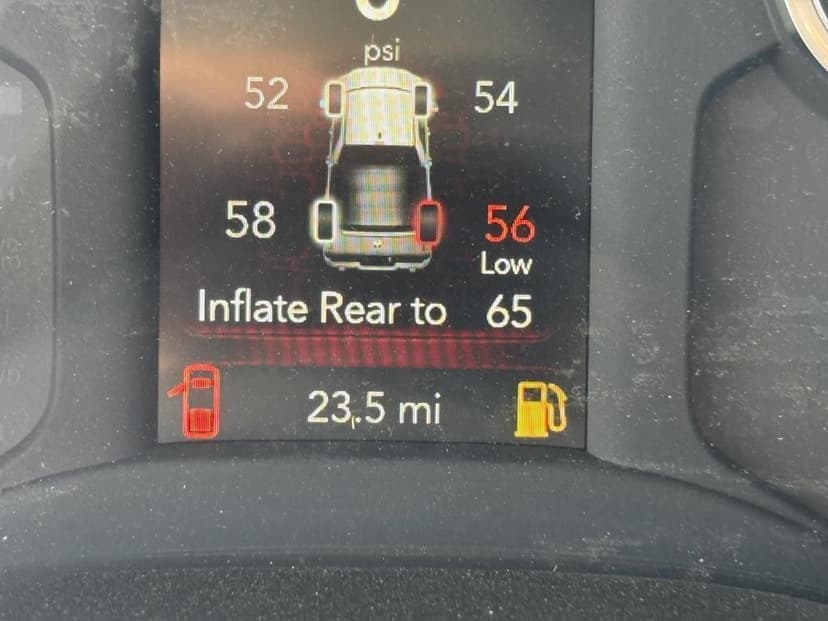 psi
52 54
58 56
Low
Inflate Rear to 65
23.5 mi